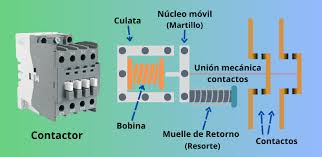 Culata
Núcleo móvil
(Martillo)
Unión mecánica
contactos
Bobina
Muelle de Retorno
(Resorte)
Contactos
Contactor